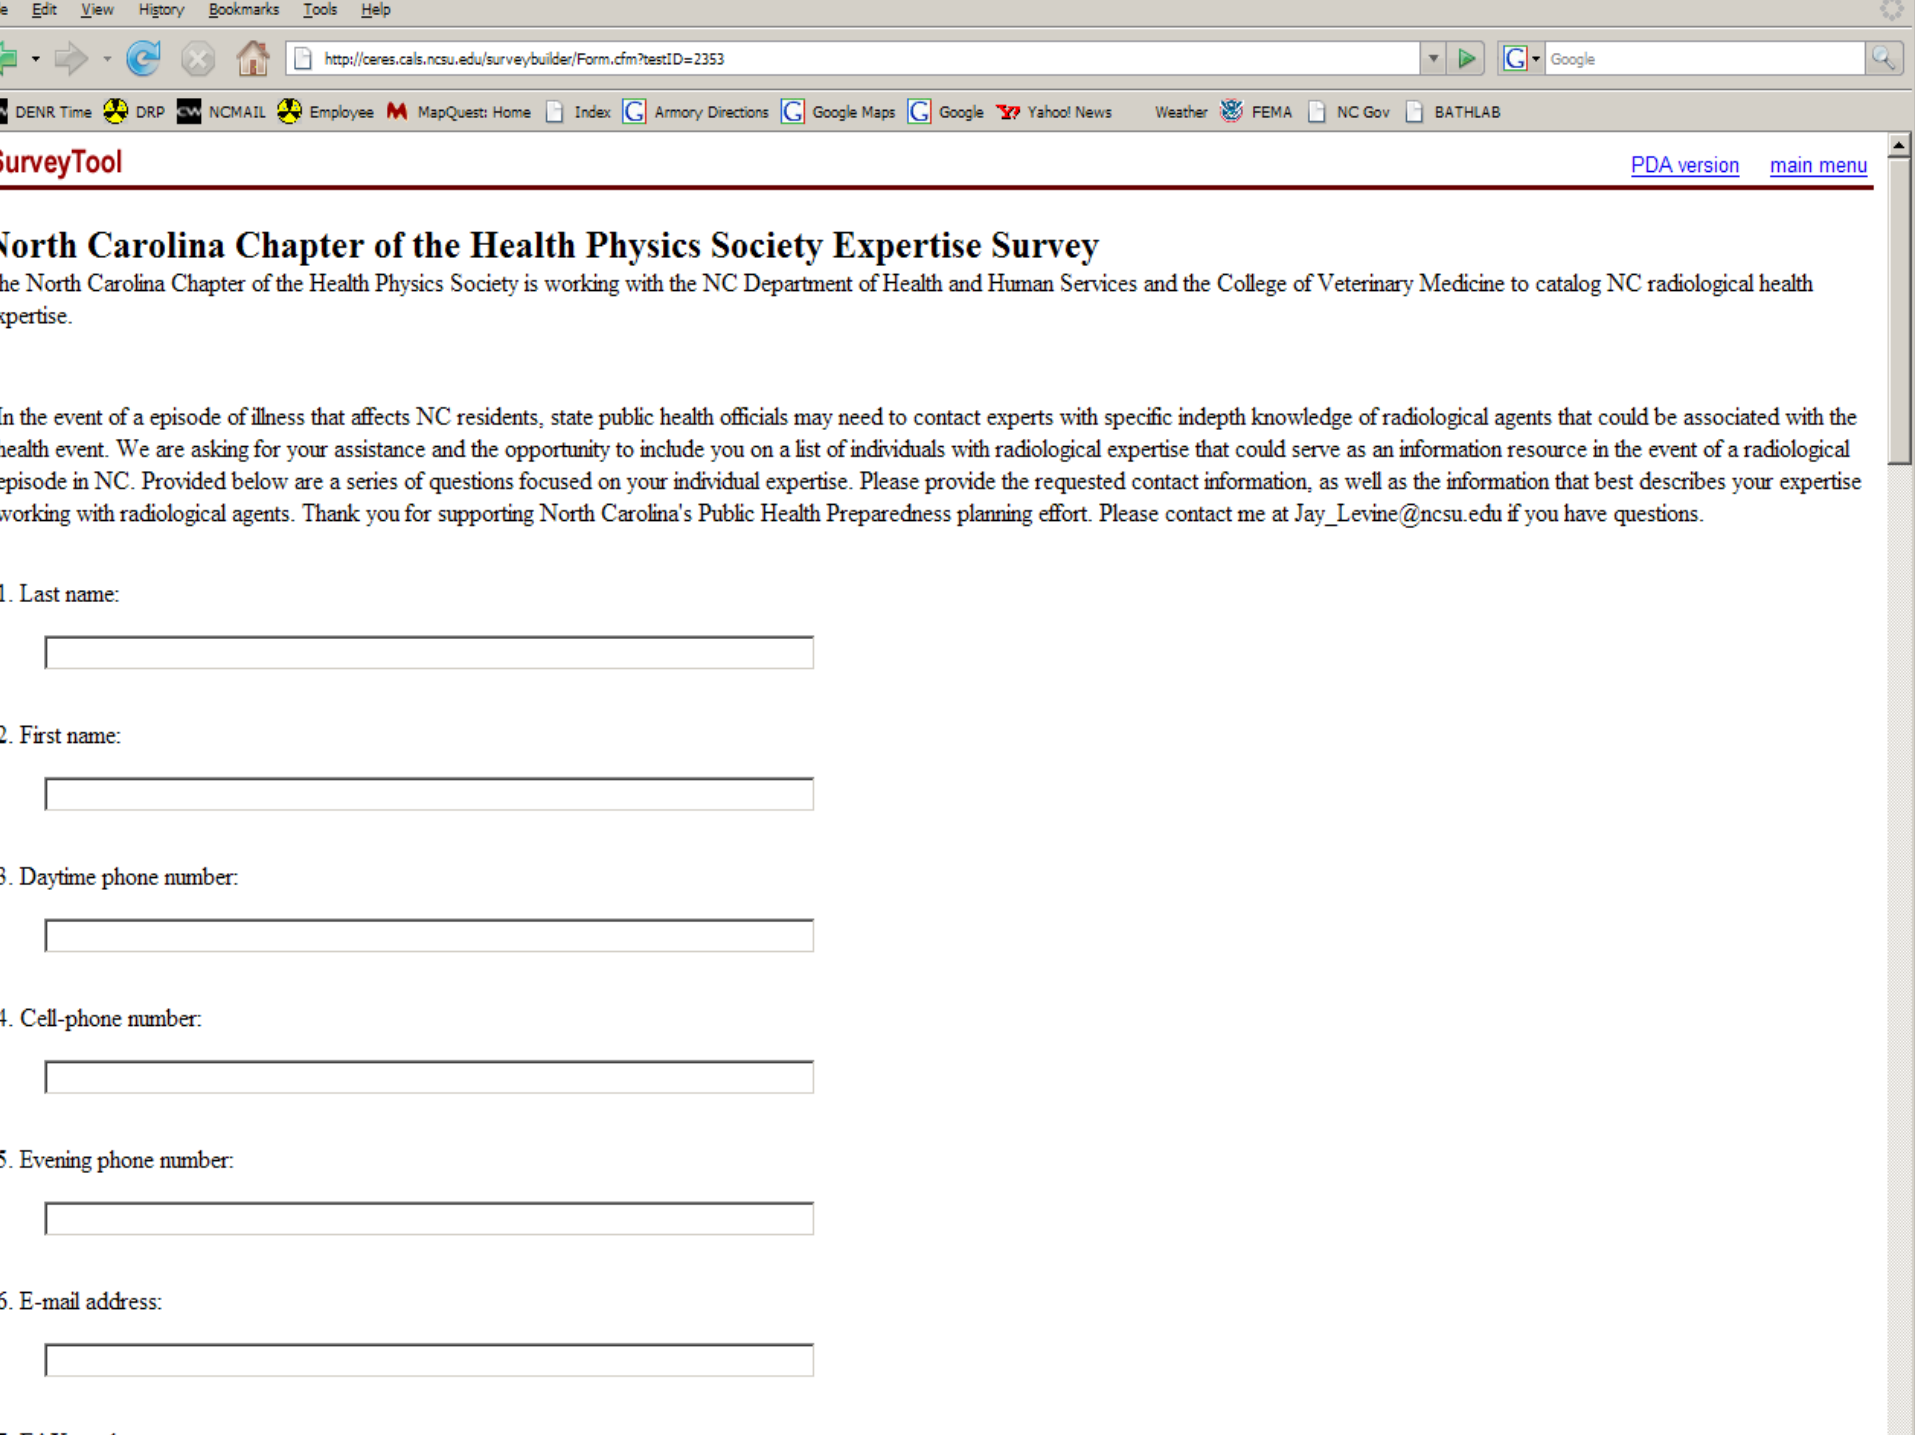 Edit View History Bookmarks Tools Help
http://ceres.cals.ncsu.edu/surveybuilder/Form.cfm?testID=2353 G Google
DENR Time DRP CW NCMAIL Employee MapQuest: Home Index G Armory Directions G Google Maps G Google Y? Yahoo! News Weather FEMA NC Gov BATHLAB
SurveyTool PDA version main menu
North Carolina Chapter of the Health Physics Society Expertise Survey
he North Carolina Chapter of the Health Physics Society is working with the NC Department of Health and Human Services and the College of Veterinary Medicine to catalog NC radiological health
xpertise.
In the event of a episode of illness that affects NC residents, state public health officials may need to contact experts with specific indepth knowledge of radiological agents that could be associated with the
health event. We are asking for your assistance and the opportunity to include you on a list of individuals with radiological expertise that could serve as an information resource in the event of a radiological
episode in NC. Provided below are a series of questions focused on your individual expertise. Please provide the requested contact information, as well as the information that best describes your expertise
working with radiological agents. Thank you for supporting North Carolina's Public Health Preparedness planning effort. Please contact me at Jay_Levine@ncsu.edu if you have questions.
1. Last name:
2. First name:
3. Daytime phone number:
4. Cell-phone number:
5. Evening phone number:
6. E-mail address: